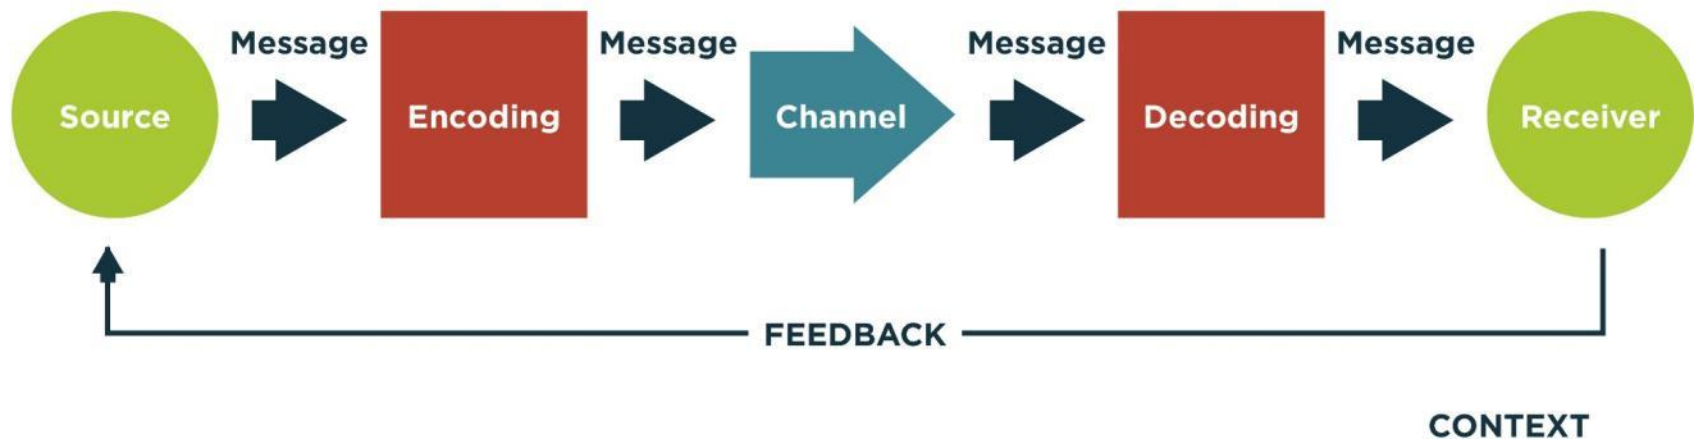 Message Message Message Message
Source Encoding Channel Decoding Receiver
FEEDBACK
CONTEXT